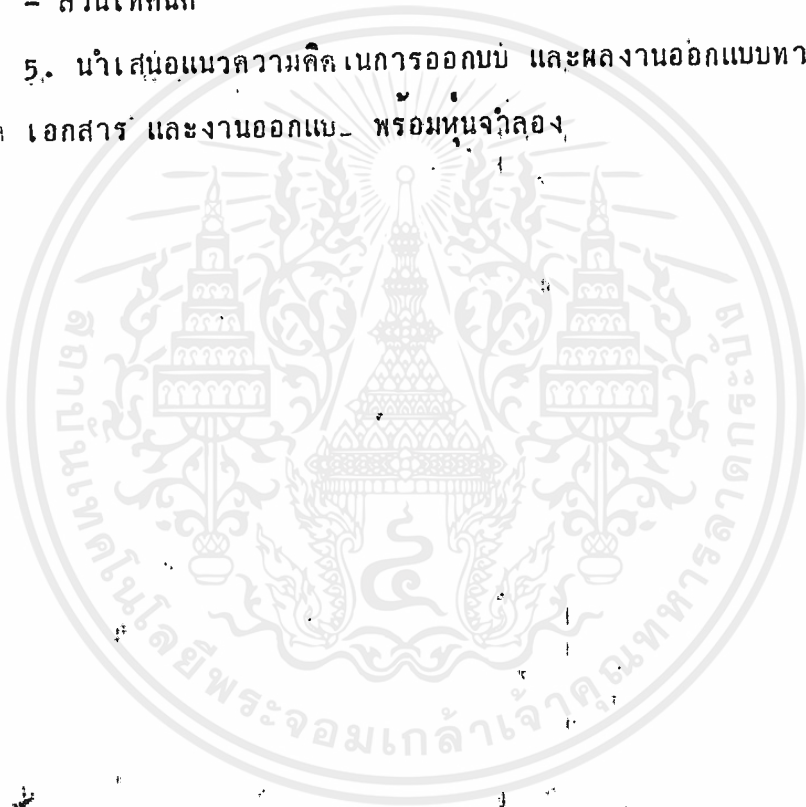 5. นำเสนอแนวความคิดในการออกบบ และผลงานออกแบบทา
เอกสาร และงานออกแบ พร้อมหุ่นจำลอง
สถาบันเทคโนโลยีพระจอมเกล้าเจ้าคุณทหารลาดกระบัง